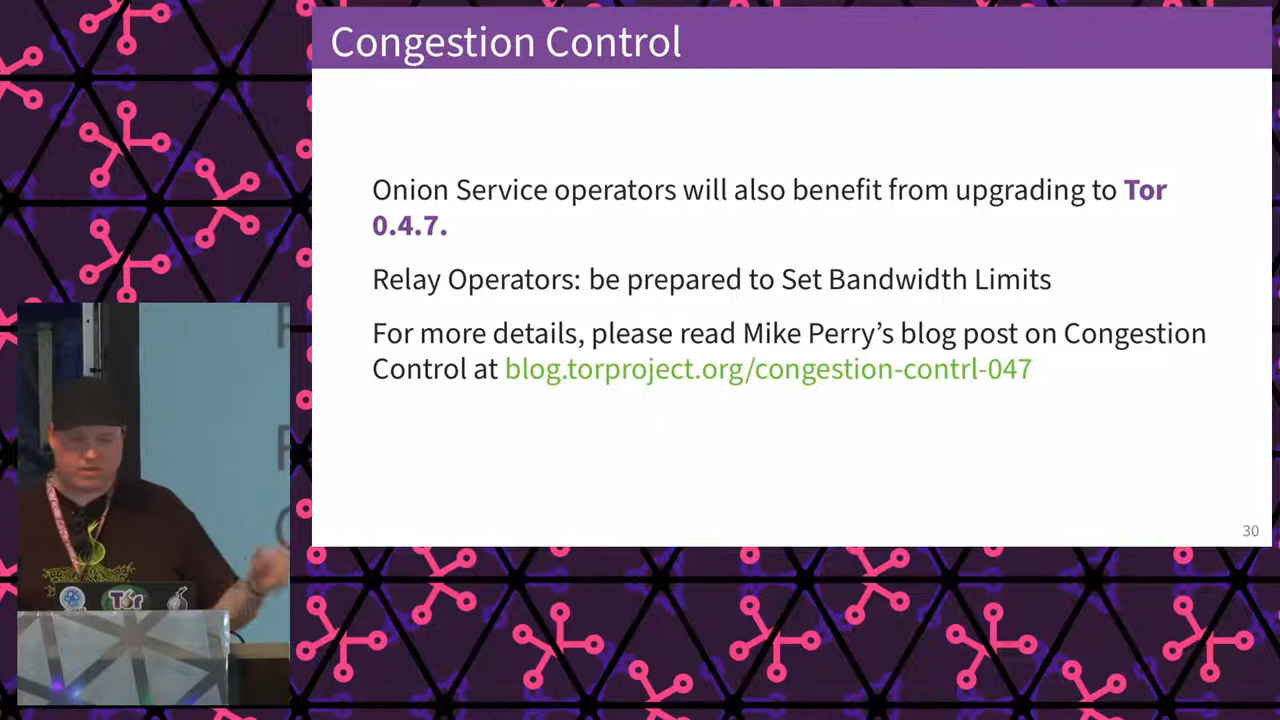 Congestion Control
Onion Service operators will also benefit from upgrading to Tor
0.4.7.
Relay Operators: be prepared to Set Bandwidth Limits
For more details, please read Mike Perry’s blog post on Congestion
Control at blog.torproject.org/congestion-contrl-047
30
Tor